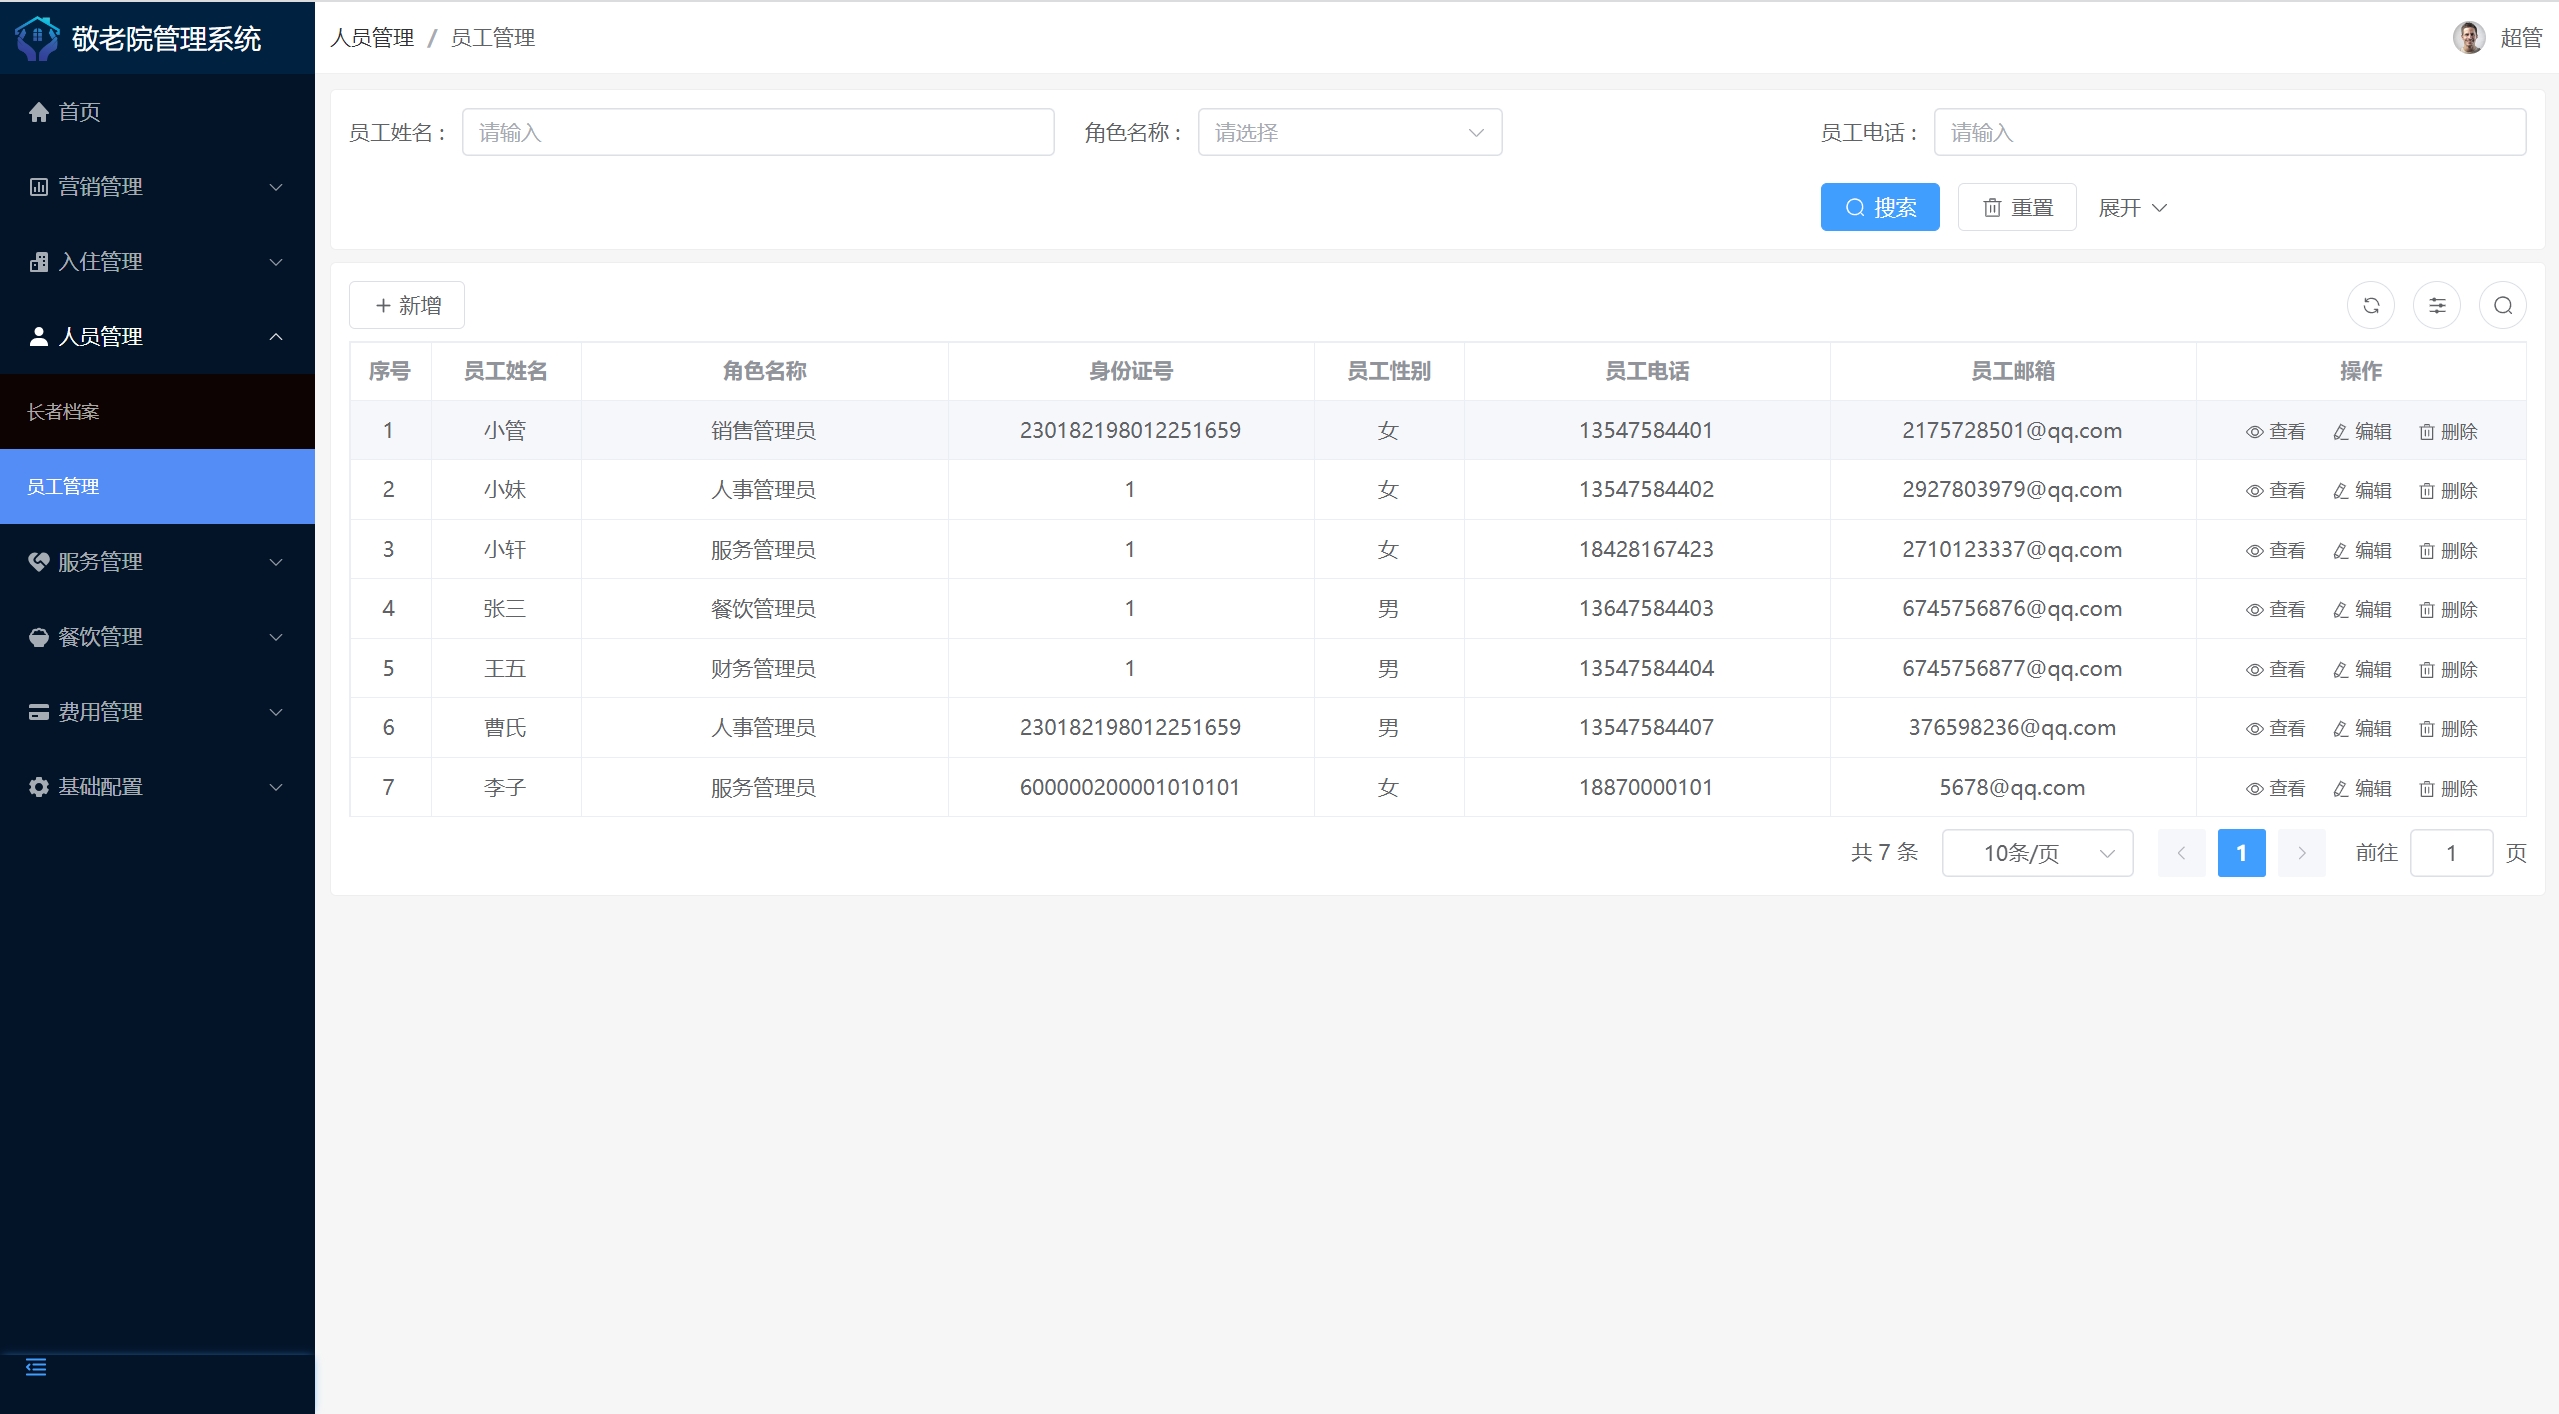 敬老院管理系统
人员管理 / 员工管理
超管
首页
营销管理
入住管理
人员管理
长者档案
员工管理
服务管理
餐饮管理
费用管理
基础配置
员工姓名： 请输入 角色名称： 请选择 员工电话： 请输入
搜索 重置 展开
+ 新增
序号 员工姓名 角色名称 身份证号 员工性别 员工电话 员工邮箱 操作
1 小管 销售管理员 230182198012251659 女 13547584401 2175728501@qq.com 查看 编辑 删除
2 小妹 人事管理员 1 女 13547584402 2927803979@qq.com 查看 编辑 删除
3 小轩 服务管理员 1 女 18428167423 2710123337@qq.com 查看 编辑 删除
4 张三 餐饮管理员 1 男 13647584403 6745756876@qq.com 查看 编辑 删除
5 王五 财务管理员 1 男 13547584404 6745756877@qq.com 查看 编辑 删除
6 曹氏 人事管理员 230182198012251659 男 13547584407 376598236@qq.com 查看 编辑 删除
7 李子 服务管理员 600000200001010101 女 18870000101 5678@qq.com 查看 编辑 删除
共 7 条 10条/页 1 前往 1 页